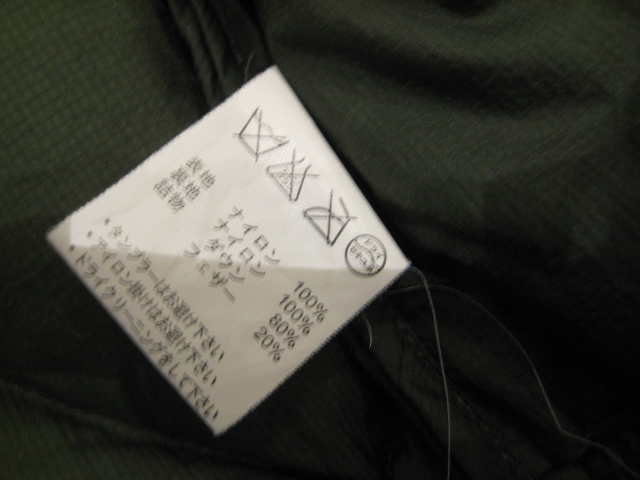 表地 ナイロン 100%
裏地 ナイロン 100%
詰物 ダウン 80%
フェザー 20%
・タンブラーはお避け下さい
・アイロン掛けはお避け下さい
・ドライクリーニングをして下さい